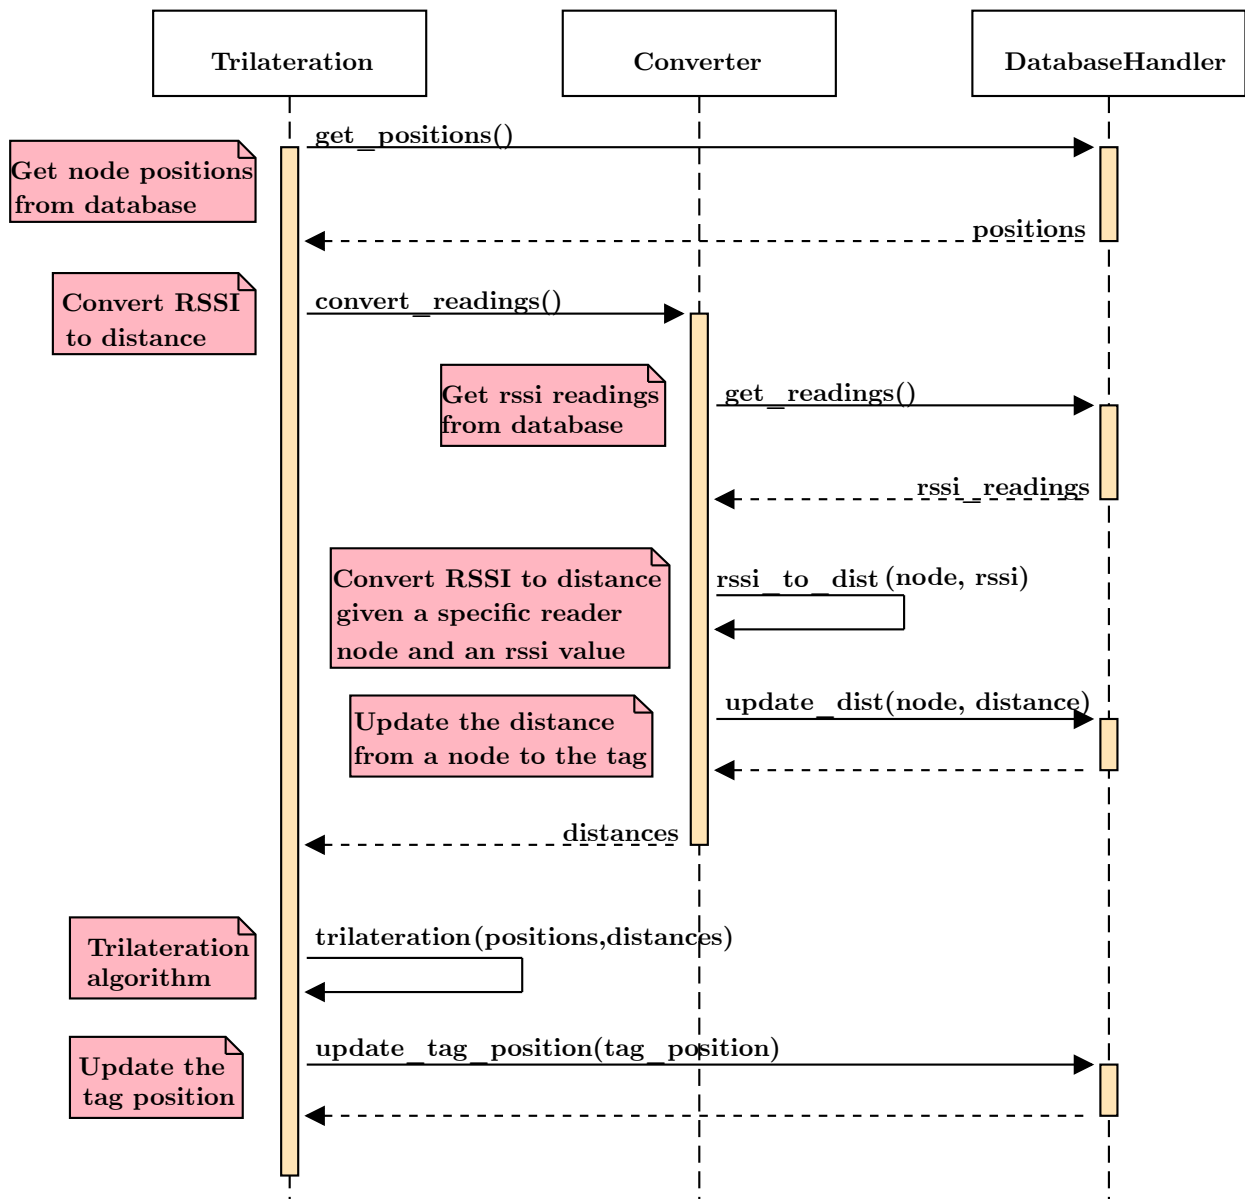 Trilateration
Converter
DatabaseHandler
get_positions()
Get node positions
from database
positions
Convert RSSI
to distance
convert_readings()
Get rssi readings
from database
get_readings()
rssi_readings
Convert RSSI to distance
given a specific reader
node and an rssi value
rssi_to_dist (node, rssi)
Update the distance
from a node to the tag
update_dist(node, distance)
distances
Trilateration
algorithm
trilateration(positions,distances)
Update the
tag position
update_tag_position(tag_position)